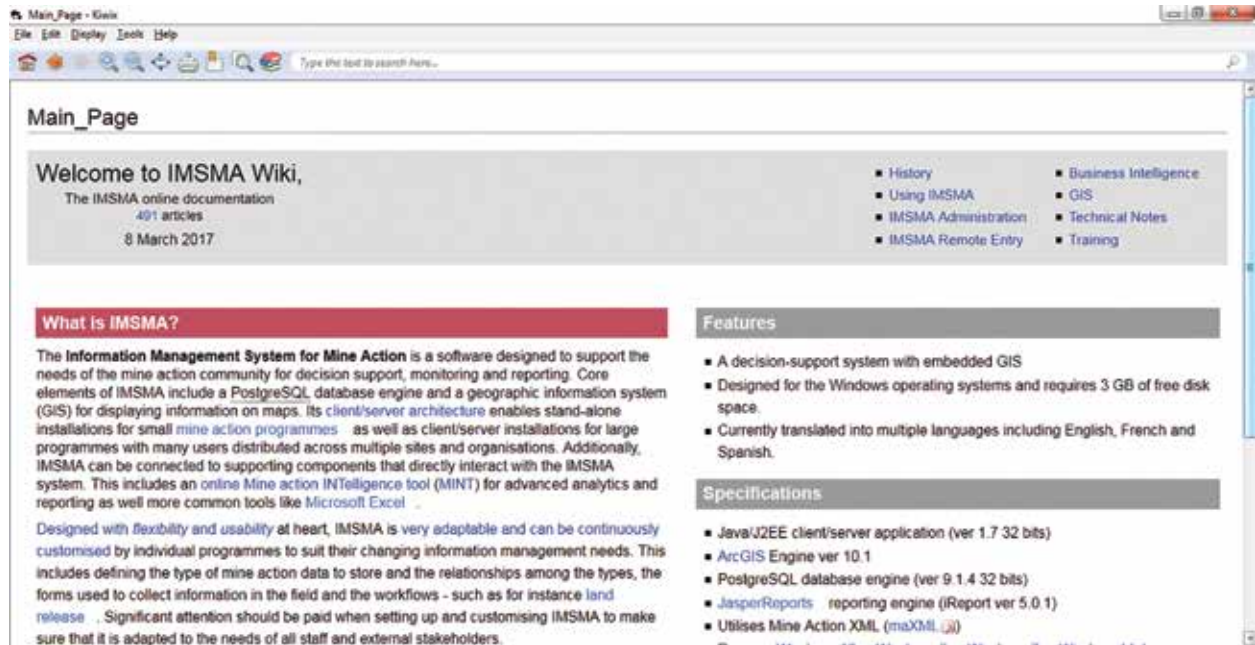 Main_Page - Kiwix
File Edit Display Tools Help
Type the text to search here...
Main_Page
Welcome to IMSMA Wiki,
The IMSMA online documentation
491 articles
8 March 2017
▪ History
▪ Using IMSMA
▪ IMSMA Administration
▪ IMSMA Remote Entry
▪ Business Intelligence
▪ GIS
▪ Technical Notes
▪ Training
What is IMSMA?
The Information Management System for Mine Action is a software designed to support the
needs of the mine action community for decision support, monitoring and reporting. Core
elements of IMSMA include a PostgreSQL database engine and a geographic information system
(GIS) for displaying information on maps. Its client/server architecture enables stand-alone
installations for small mine action programmes as well as client/server installations for large
programmes with many users distributed across multiple sites and organisations. Additionally,
IMSMA can be connected to supporting components that directly interact with the IMSMA
system. This includes an online Mine action INTelligence tool (MINT) for advanced analytics and
reporting as well more common tools like Microsoft Excel .
Designed with flexibility and usability at heart, IMSMA is very adaptable and can be continuously
customised by individual programmes to suit their changing information management needs. This
includes defining the type of mine action data to store and the relationships among the types, the
forms used to collect information in the field and the workflows - such as for instance land
release . Significant attention should be paid when setting up and customising IMSMA to make
sure that it is adapted to the needs of all staff and external stakeholders.
Features
▪ A decision-support system with embedded GIS
▪ Designed for the Windows operating systems and requires 3 GB of free disk
space.
▪ Currently translated into multiple languages including English, French and
Spanish.
Specifications
▪ Java/J2EE client/server application (ver 1.7 32 bits)
▪ ArcGIS Engine ver 10.1
▪ PostgreSQL database engine (ver 9.1.4 32 bits)
▪ JasperReports reporting engine (iReport ver 5.0.1)
▪ Utilises Mine Action XML (maXML)